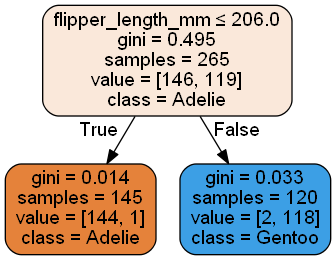 flipper_length_mm ≤ 206.0
gini = 0.495
samples = 265
value = [146, 119]
class = Adelie
True
False
gini = 0.014
samples = 145
value = [144, 1]
class = Adelie
gini = 0.033
samples = 120
value = [2, 118]
class = Gentoo